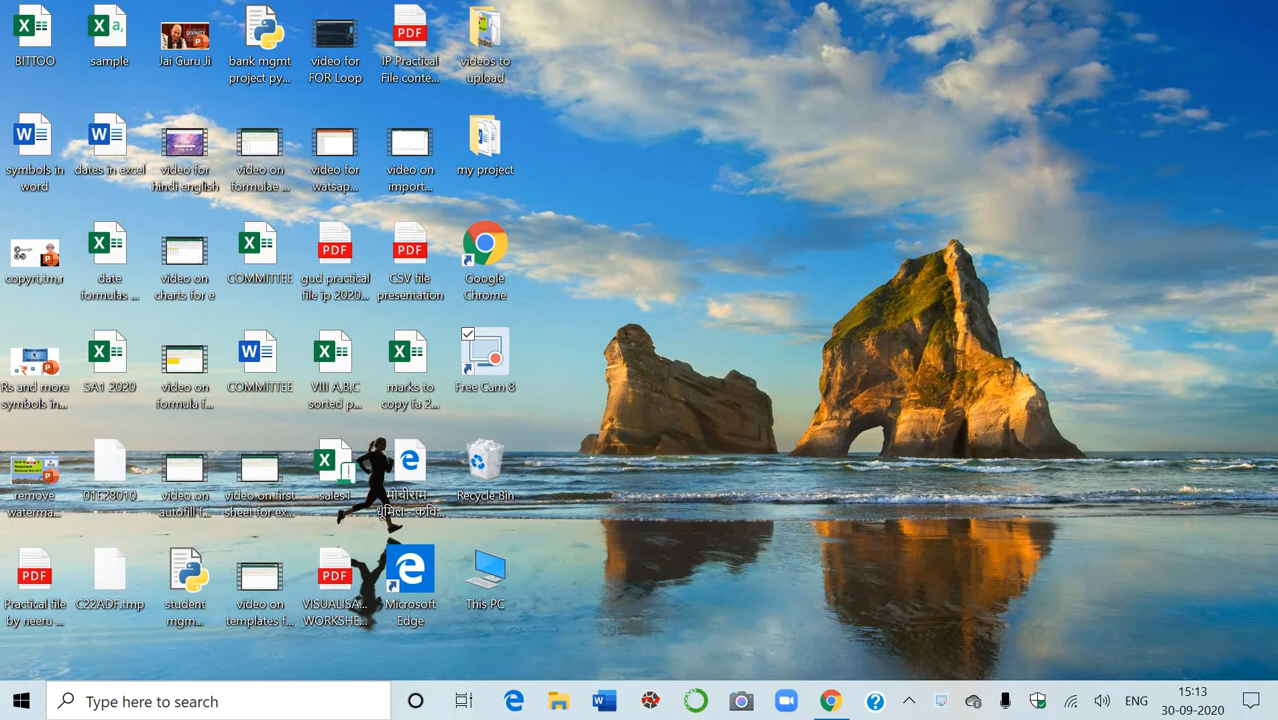 BITTOO
sample
Jai Guru Ji
bank mgmt
project py...
video for
FOR Loop
IP Practical
File conte...
videos to
upload
symbols in
word
dates in excel
video for
hindi english
video on
formulae ...
video for
watsap...
video on
import...
my project
copyrt,tm,r
date
formulas ...
video on
charts for e
COMMITTEE
gud practical
file ip 2020...
CSV file
presentation
Google
Chrome
Rs and more
symbols in...
SA1 2020
video on
formula f...
COMMITTEE
VIII A,B,C
sorted p...
marks to
copy fa 2...
Free Cam 8
remove
waterma...
01E28010
video on
autofill f...
video on first
sheet for ex...
sales1
मोचीराम
धूमिल - कवि...
Recycle Bin
Practical file
by neeru ...
C22ADF.tmp
student
mgm...
video on
templates f...
VISUALISA...
WORKSHE...
Microsoft
Edge
This PC
Type here to search
ENG
15:13
30-09-2020